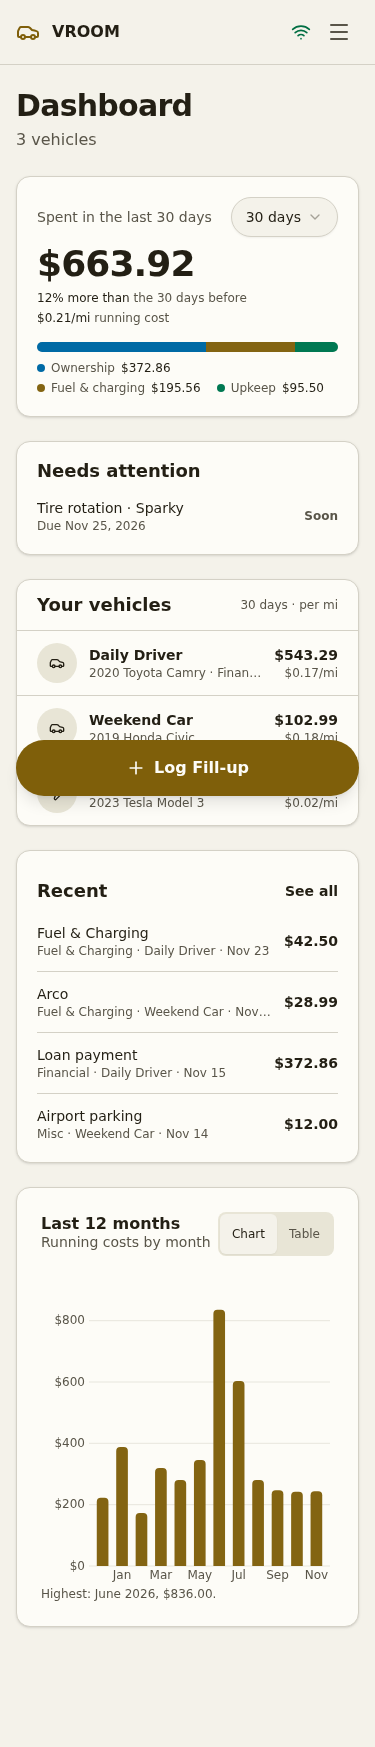 VROOM
Dashboard
3 vehicles
Spent in the last 30 days
30 days
$663.92
12% more than the 30 days before
$0.21/mi running cost
Ownership $372.86
Fuel & charging $195.56 Upkeep $95.50
Needs attention
Tire rotation · Sparky
Due Nov 25, 2026
Soon
Your vehicles
30 days · per mi
Daily Driver
$543.29
2020 Toyota Camry · Finan…
$0.17/mi
Weekend Car
$102.99
2019 Honda Civic
$0.18/mi
Log Fill-up
2023 Tesla Model 3
$0.02/mi
Recent
See all
Fuel & Charging
Fuel & Charging · Daily Driver · Nov 23
$42.50
Arco
Fuel & Charging · Weekend Car · Nov…
$28.99
Loan payment
Financial · Daily Driver · Nov 15
$372.86
Airport parking
Misc · Weekend Car · Nov 14
$12.00
Last 12 months
Running costs by month
Chart
Table
$800
$600
$400
$200
$0
Jan Mar May Jul Sep Nov
Highest: June 2026, $836.00.